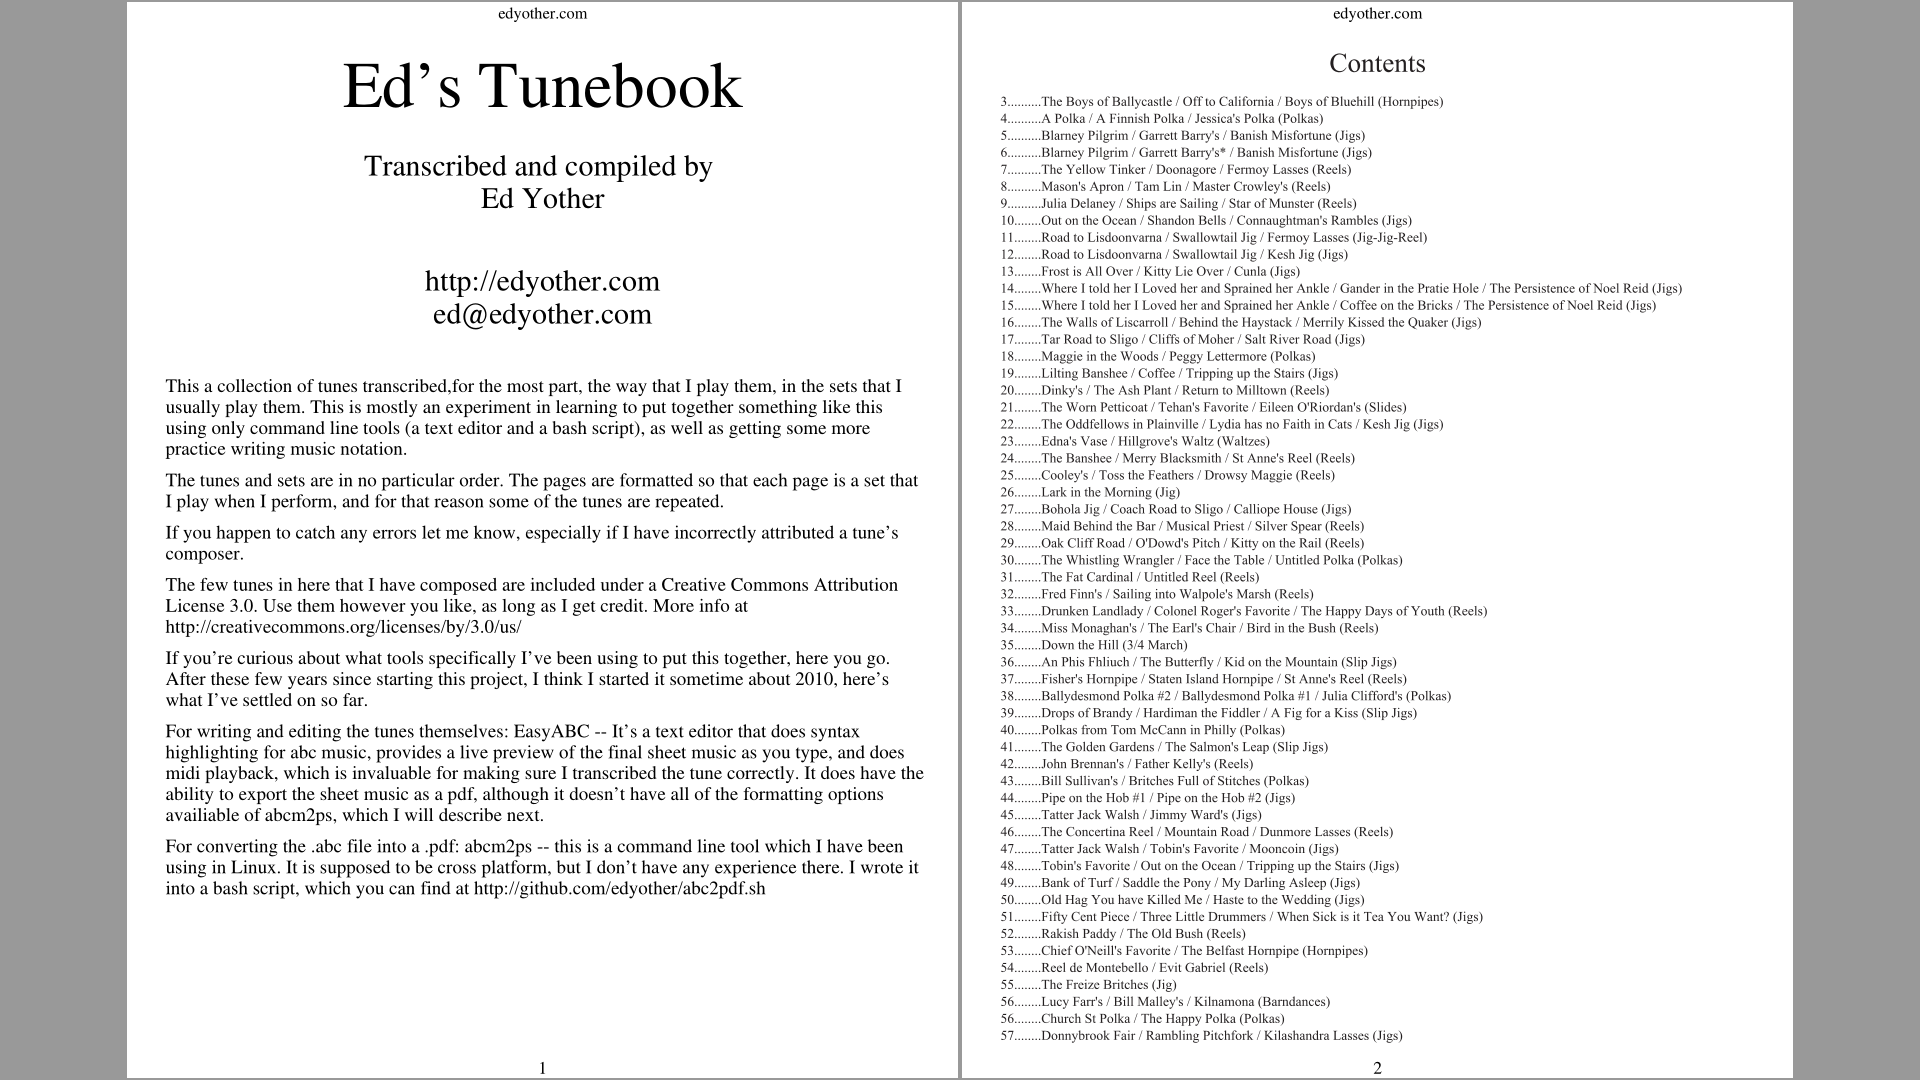 edyother.com
Ed’s Tunebook
Transcribed and compiled by
Ed Yother
http://edyother.com
ed@edyother.com
This a collection of tunes transcribed,for the most part, the way that I play them, in the sets that I
usually play them. This is mostly an experiment in learning to put together something like this
using only command line tools (a text editor and a bash script), as well as getting some more
practice writing music notation.
The tunes and sets are in no particular order. The pages are formatted so that each page is a set that
I play when I perform, and for that reason some of the tunes are repeated.
If you happen to catch any errors let me know, especially if I have incorrectly attributed a tune’s
composer.
The few tunes in here that I have composed are included under a Creative Commons Attribution
License 3.0. Use them however you like, as long as I get credit. More info at
http://creativecommons.org/licenses/by/3.0/us/
If you’re curious about what tools specifically I’ve been using to put this together, here you go.
After these few years since starting this project, I think I started it sometime about 2010, here’s
what I’ve settled on so far.
For writing and editing the tunes themselves: EasyABC -- It’s a text editor that does syntax
highlighting for abc music, provides a live preview of the final sheet music as you type, and does
midi playback, which is invaluable for making sure I transcribed the tune correctly. It does have the
ability to export the sheet music as a pdf, although it doesn’t have all of the formatting options
availiable of abcm2ps, which I will describe next.
For converting the .abc file into a .pdf: abcm2ps -- this is a command line tool which I have been
using in Linux. It is supposed to be cross platform, but I don’t have any experience there. I wrote it
into a bash script, which you can find at http://github.com/edyother/abc2pdf.sh
1
edyother.com
Contents
3..........The Boys of Ballycastle / Off to California / Boys of Bluehill (Hornpipes)
4..........A Polka / A Finnish Polka / Jessica's Polka (Polkas)
5..........Blarney Pilgrim / Garrett Barry's / Banish Misfortune (Jigs)
6..........Blarney Pilgrim / Garrett Barry's* / Banish Misfortune (Jigs)
7..........The Yellow Tinker / Doonagore / Fermoy Lasses (Reels)
8..........Mason's Apron / Tam Lin / Master Crowley's (Reels)
9..........Julia Delaney / Ships are Sailing / Star of Munster (Reels)
10........Out on the Ocean / Shandon Bells / Connaughtman's Rambles (Jigs)
11........Road to Lisdoonvarna / Swallowtail Jig / Fermoy Lasses (Jig-Jig-Reel)
12........Road to Lisdoonvarna / Swallowtail Jig / Kesh Jig (Jigs)
13........Frost is All Over / Kitty Lie Over / Cunla (Jigs)
14........Where I told her I Loved her and Sprained her Ankle / Gander in the Pratie Hole / The Persistence of Noel Reid (Jigs)
15........Where I told her I Loved her and Sprained her Ankle / Coffee on the Bricks / The Persistence of Noel Reid (Jigs)
16........The Walls of Liscarroll / Behind the Haystack / Merrily Kissed the Quaker (Jigs)
17........Tar Road to Sligo / Cliffs of Moher / Salt River Road (Jigs)
18........Maggie in the Woods / Peggy Lettermore (Polkas)
19........Lilting Banshee / Coffee / Tripping up the Stairs (Jigs)
20........Dinky's / The Ash Plant / Return to Milltown (Reels)
21........The Worn Petticoat / Tehan's Favorite / Eileen O'Riordan's (Slides)
22........The Oddfellows in Plainville / Lydia has no Faith in Cats / Kesh Jig (Jigs)
23........Edna's Vase / Hillgrove's Waltz (Waltzes)
24........The Banshee / Merry Blacksmith / St Anne's Reel (Reels)
25........Cooley's / Toss the Feathers / Drowsy Maggie (Reels)
26........Lark in the Morning (Jig)
27........Bohola Jig / Coach Road to Sligo / Calliope House (Jigs)
28........Maid Behind the Bar / Musical Priest / Silver Spear (Reels)
29........Oak Cliff Road / O'Dowd's Pitch / Kitty on the Rail (Reels)
30........The Whistling Wrangler / Face the Table / Untitled Polka (Polkas)
31........The Fat Cardinal / Untitled Reel (Reels)
32........Fred Finn's / Sailing into Walpole's Marsh (Reels)
33........Drunken Landlady / Colonel Roger's Favorite / The Happy Days of Youth (Reels)
34........Miss Monaghan's / The Earl's Chair / Bird in the Bush (Reels)
35........Down the Hill (3/4 March)
36........An Phis Fhliuch / The Butterfly / Kid on the Mountain (Slip Jigs)
37........Fisher's Hornpipe / Staten Island Hornpipe / St Anne's Reel (Reels)
38........Ballydesmond Polka #2 / Ballydesmond Polka #1 / Julia Clifford's (Polkas)
39........Drops of Brandy / Hardiman the Fiddler / A Fig for a Kiss (Slip Jigs)
40........Polkas from Tom McCann in Philly (Polkas)
41........The Golden Gardens / The Salmon's Leap (Slip Jigs)
42........John Brennan's / Father Kelly's (Reels)
43........Bill Sullivan's / Britches Full of Stitches (Polkas)
44........Pipe on the Hob #1 / Pipe on the Hob #2 (Jigs)
45........Tatter Jack Walsh / Jimmy Ward's (Jigs)
46........The Concertina Reel / Mountain Road / Dunmore Lasses (Reels)
47........Tatter Jack Walsh / Tobin's Favorite / Mooncoin (Jigs)
48........Tobin's Favorite / Out on the Ocean / Tripping up the Stairs (Jigs)
49........Bank of Turf / Saddle the Pony / My Darling Asleep (Jigs)
50........Old Hag You have Killed Me / Haste to the Wedding (Jigs)
51........Fifty Cent Piece / Three Little Drummers / When Sick is it Tea You Want? (Jigs)
52........Rakish Paddy / The Old Bush (Reels)
53........Chief O'Neill's Favorite / The Belfast Hornpipe (Hornpipes)
54........Reel de Montebello / Evit Gabriel (Reels)
55........The Freize Britches (Jig)
56........Lucy Farr's / Bill Malley's / Kilnamona (Barndances)
56........Church St Polka / The Happy Polka (Polkas)
57........Donnybrook Fair / Rambling Pitchfork / Kilashandra Lasses (Jigs)
2